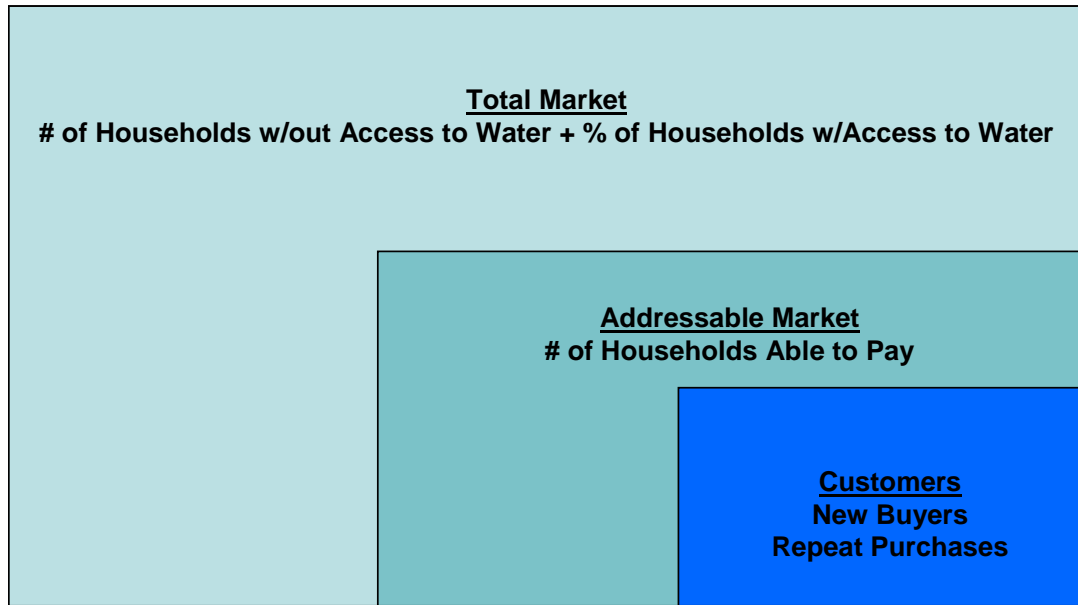 Total Market
# of Households w/out Access to Water + % of Households w/Access to Water
Addressable Market
# of Households Able to Pay
Customers
New Buyers
Repeat Purchases